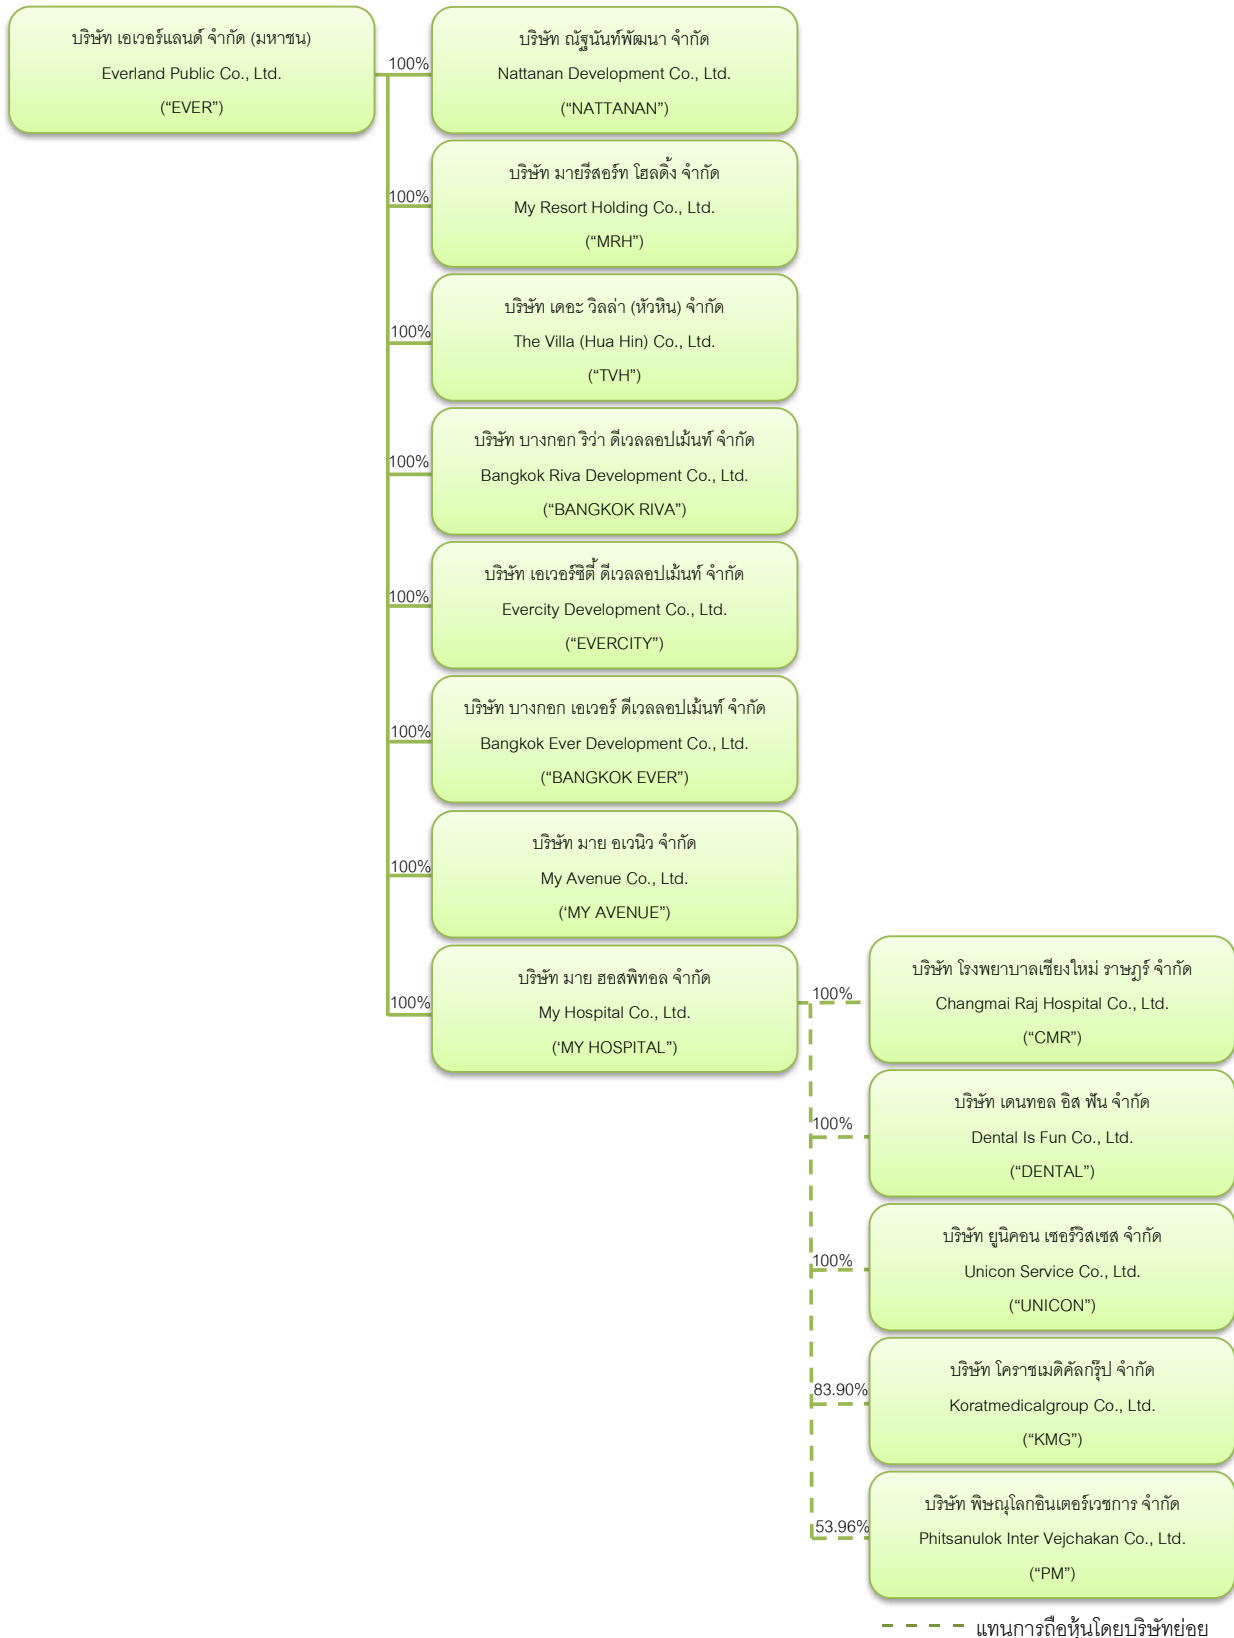 บริษัท เอเวอร์แลนด์ จำกัด (มหาชน)
Everland Public Co., Ltd.
(“EVER”)
100%
บริษัท ณัฐนันท์พัฒนา จำกัด
Nattanan Development Co., Ltd.
(“NATTANAN”)
100%
บริษัท มายรีสอร์ท โฮลดิ้ง จำกัด
My Resort Holding Co., Ltd.
(“MRH”)
100%
บริษัท เดอะ วิลล่า (หัวหิน) จำกัด
The Villa (Hua Hin) Co., Ltd.
(“TVH”)
100%
บริษัท บางกอก ริว่า ดีเวลลอปเม้นท์ จำกัด
Bangkok Riva Development Co., Ltd.
(“BANGKOK RIVA”)
100%
บริษัท เอเวอร์ซิตี้ ดีเวลลอปเม้นท์ จำกัด
Evercity Development Co., Ltd.
(“EVERCITY”)
100%
บริษัท บางกอก เอเวอร์ ดีเวลลอปเม้นท์ จำกัด
Bangkok Ever Development Co., Ltd.
(“BANGKOK EVER”)
100%
บริษัท มาย อเวนิว จำกัด
My Avenue Co., Ltd.
(‘MY AVENUE”)
100%
บริษัท มาย ฮอสพิทอล จำกัด
My Hospital Co., Ltd.
(‘MY HOSPITAL”)
100%
บริษัท โรงพยาบาลเชียงใหม่ ราษฎร์ จำกัด
Changmai Raj Hospital Co., Ltd.
(“CMR”)
100%
บริษัท เดนทอล อิส ฟัน จำกัด
Dental Is Fun Co., Ltd.
(“DENTAL”)
100%
บริษัท ยูนิคอน เซอร์วิสเซส จำกัด
Unicon Service Co., Ltd.
(“UNICON”)
83.90%
บริษัท โคราชเมดิคัลกรุ๊ป จำกัด
Koratmedicalgroup Co., Ltd.
(“KMG”)
53.96%
บริษัท พิษณุโลกอินเตอร์เวชการ จำกัด
Phitsanulok Inter Vejchakan Co., Ltd.
(“PM”)
แทนการถือหุ้นโดยบริษัทย่อย